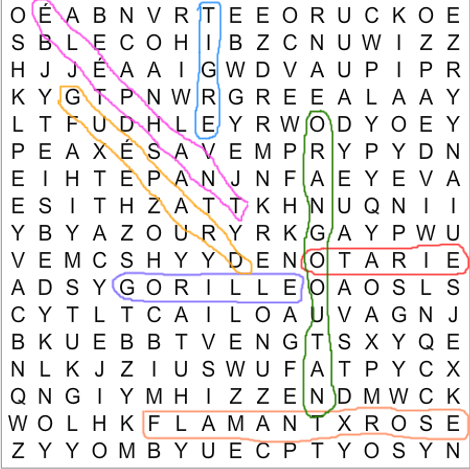 O É A B N V R T E E O R U C K O E
S B L E C O H I B Z C N U W I Z Z
H J J É A A I G W D V A U P I P R
K Y G T P N W R G R E E A L A A Y
L T F U D H L E Y R W O D Y O E Y
P E A X É S A V E M P R Y P Y D N
E I H T E P A N J N F A E Y E V A
E S I T H Z A T T K H N U Q N I I
Y B Y A Z O U R Y R K G A Y P W U
V E M C S H Y Y D E N O T A R I E
A D S Y G O R I L L E O A O S L S
C Y T L T C A I L O A U V A G N J
B K U E B B T V E N G T S X Y Q E
N L K J Z I U S W U F A T P Y C X
Q N G I Y M H I Z Z E N D M W C K
W O L H K F L A M A N T X R O S E
Z Y Y O M B Y U E C P T Y O S Y N